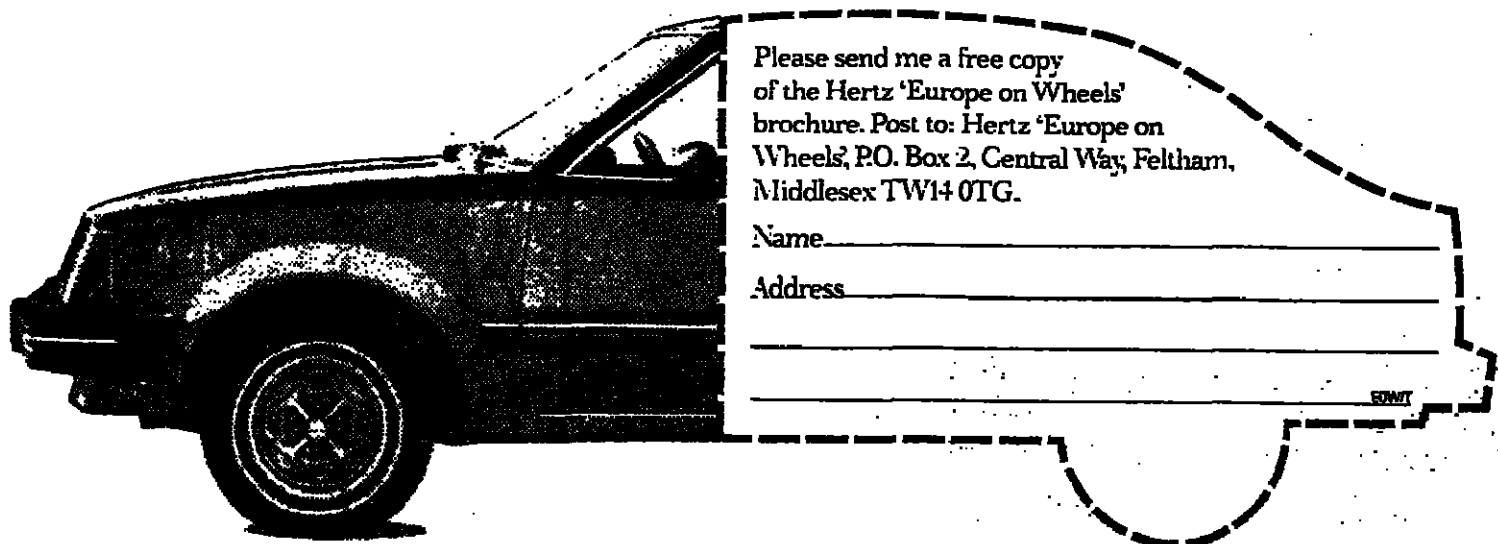 Please send me a free copy
of the Hertz ‘Europe on Wheels’
brochure. Post to: Hertz ‘Europe on
Wheels’, P.O. Box 2, Central Way, Feltham,
Middlesex TW14 0TG.
Name
Address